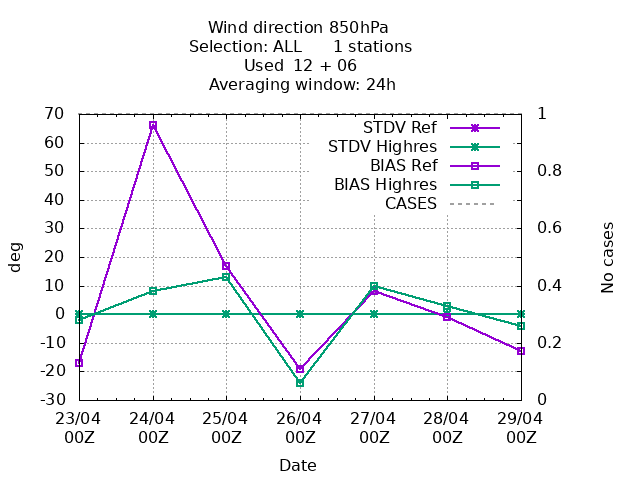 Wind direction 850hPa
Selection: ALL 1 stations
Used 12 + 06
Averaging window: 24h
deg
No cases
70
60
50
40
30
20
10
0
-10
-20
-30
1
0.8
0.6
0.4
0.2
0
STDV Ref
STDV Highres
BIAS Ref
BIAS Highres
CASES
23/04 24/04 25/04 26/04 27/04 28/04 29/04
00Z 00Z 00Z 00Z 00Z 00Z 00Z
Date